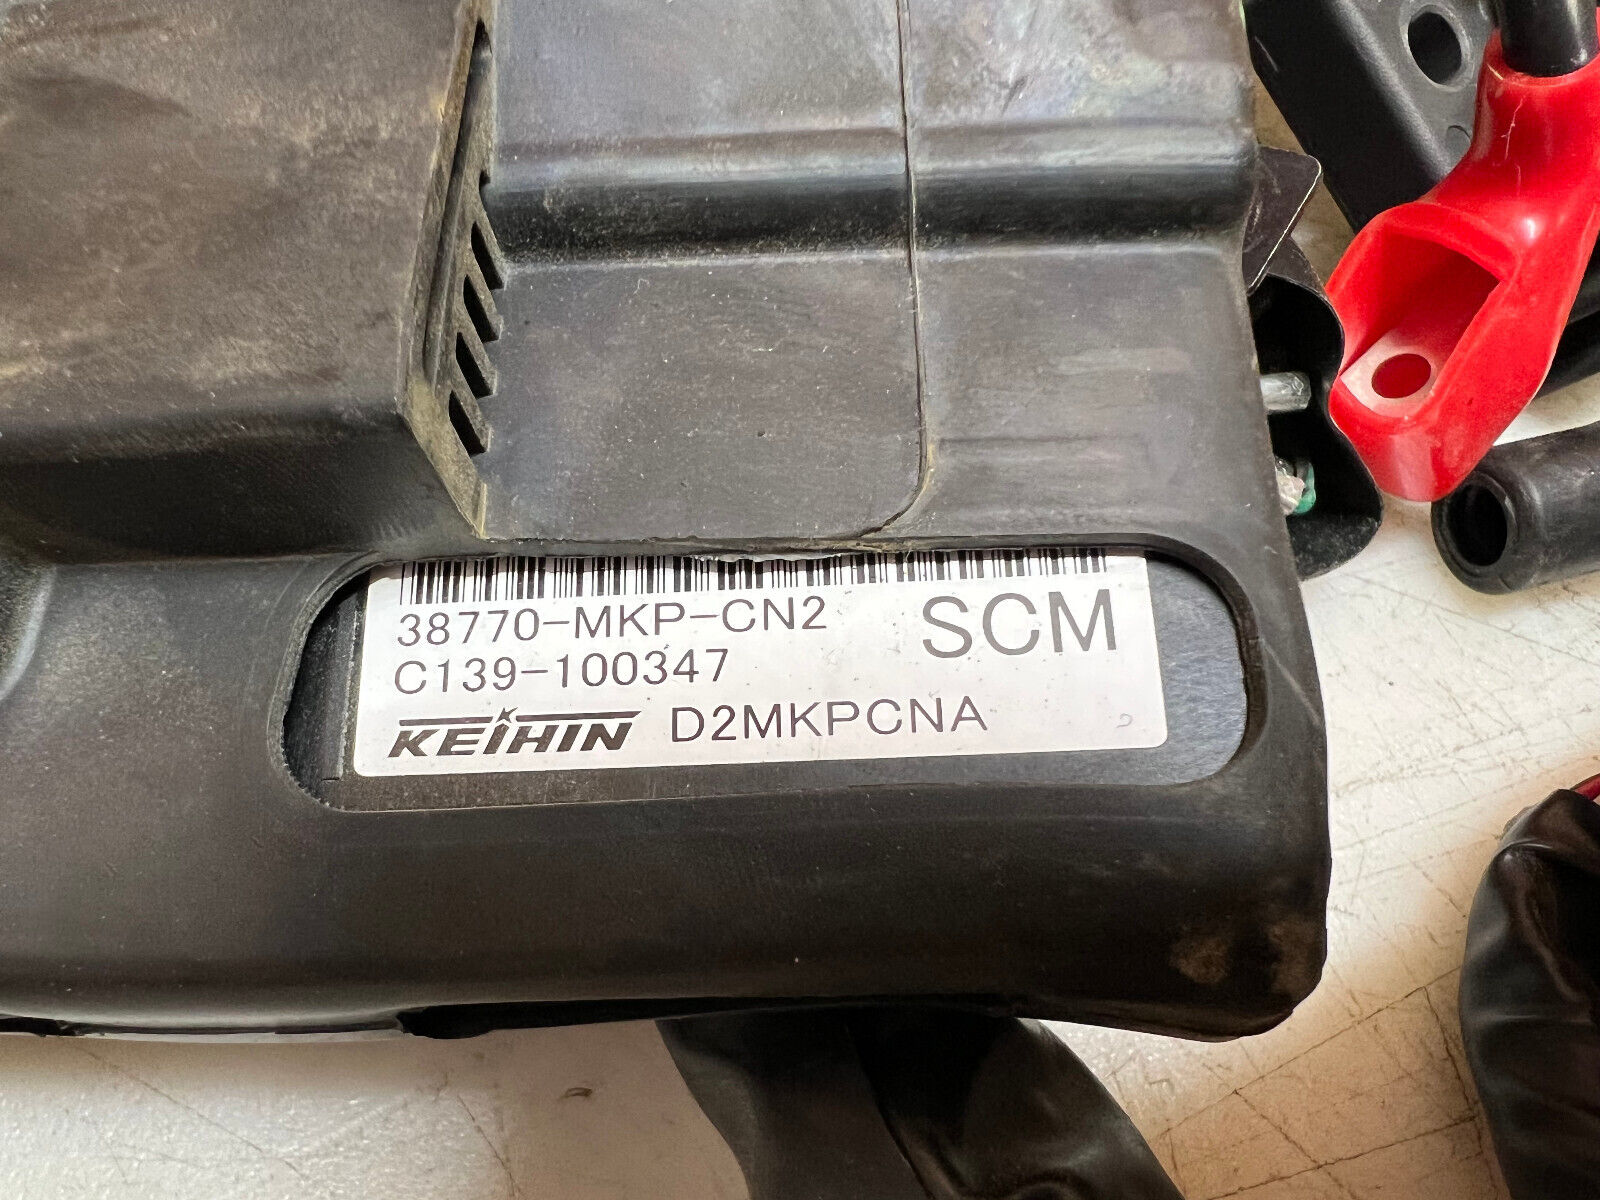 38770-MKP-CN2
SCM
C139-100347
KEIHIN D2MKPCNA